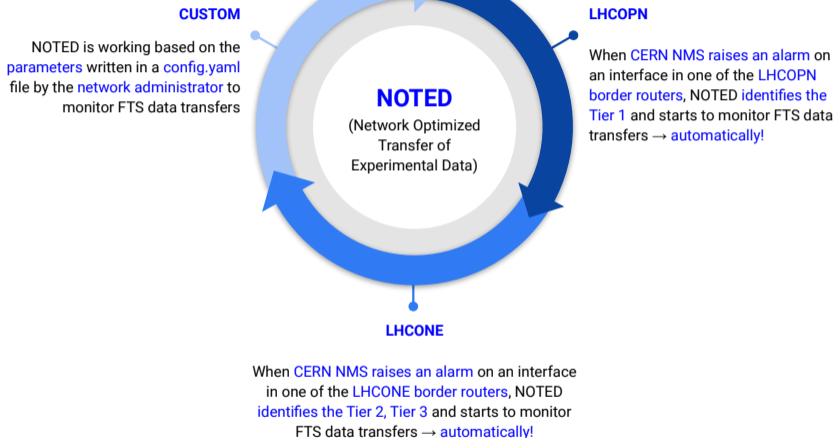 CUSTOM
NOTED is working based on the
parameters written in a config.yaml
file by the network administrator to
monitor FTS data transfers
NOTED
(Network Optimized
Transfer of
Experimental Data)
LHCOPN
When CERN NMS raises an alarm on
an interface in one of the LHCOPN
border routers, NOTED identifies the
Tier 1 and starts to monitor FTS data
transfers → automatically!
LHCONE
When CERN NMS raises an alarm on an interface
in one of the LHCONE border routers, NOTED
identifies the Tier 2, Tier 3 and starts to monitor
FTS data transfers → automatically!